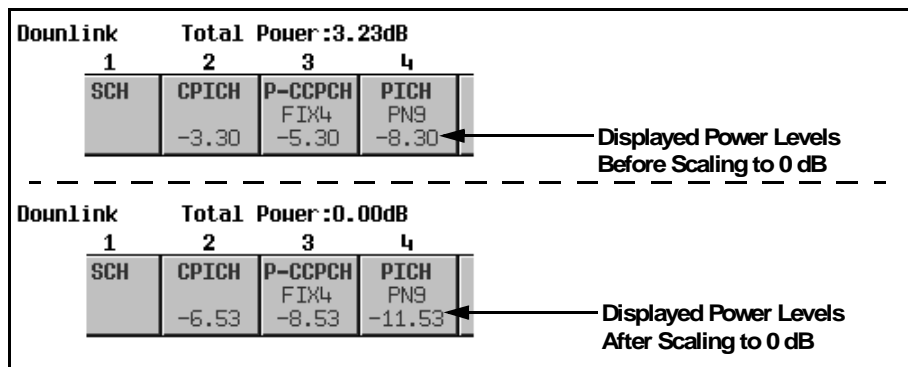 Downlink Total Power:3.23dB
1 2 3 4
SCH CPICH P-CCPCH PICH
FIX4 PN9
-3.30 -5.30 -8.30
Displayed Power Levels
Before Scaling to 0 dB
Downlink Total Power:0.00dB
1 2 3 4
SCH CPICH P-CCPCH PICH
FIX4 PN9
-6.53 -8.53 -11.53
Displayed Power Levels
After Scaling to 0 dB